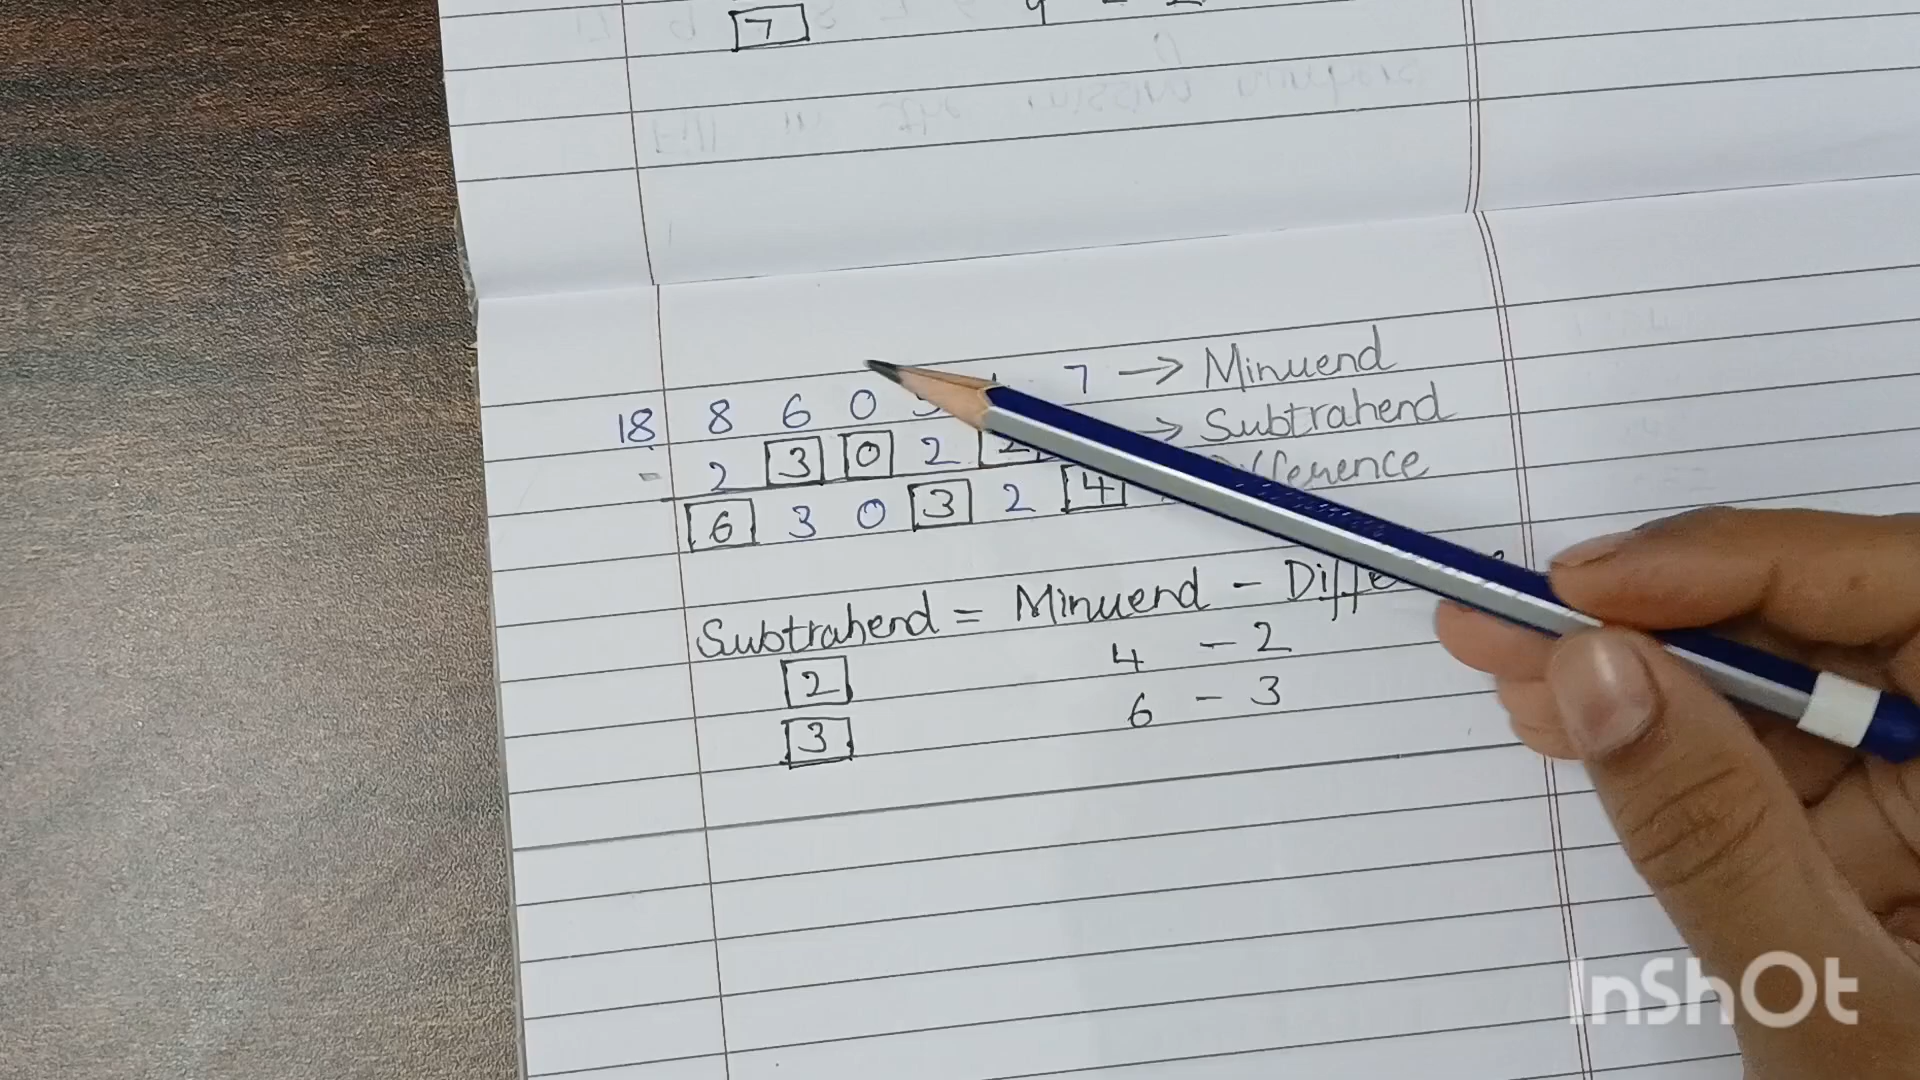 7
18 8 6 0 7 → Minuend
- 2 3 0 2 2 → Subtrahend
6 3 0 3 2 4
Subtrahend = Minuend -
2 4 - 2
3 6 - 3
InShOt